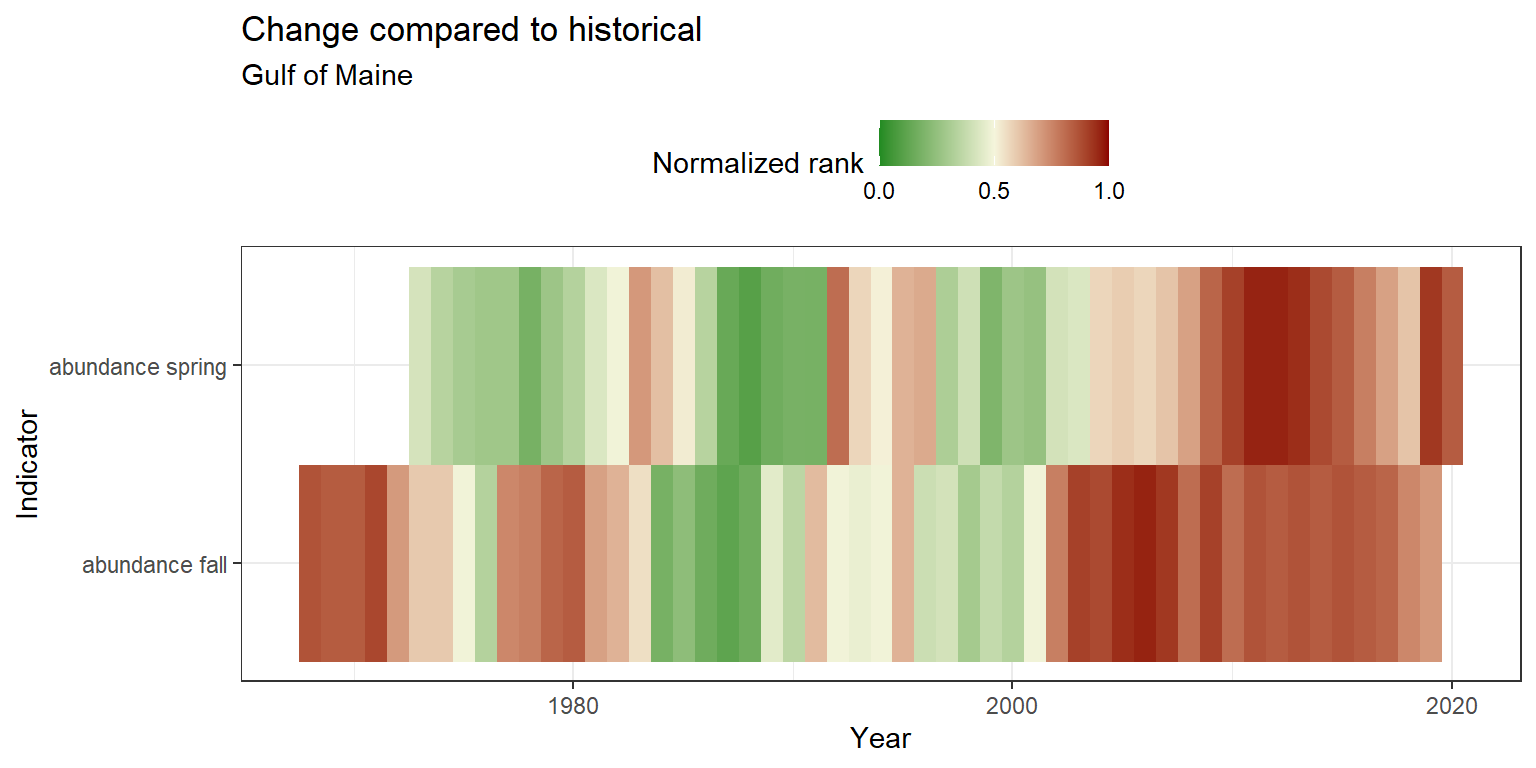 Change compared to historical
Gulf of Maine
Normalized rank
0.0 0.5 1.0
Indicator
abundance spring
abundance fall
1980 2000 2020
Year